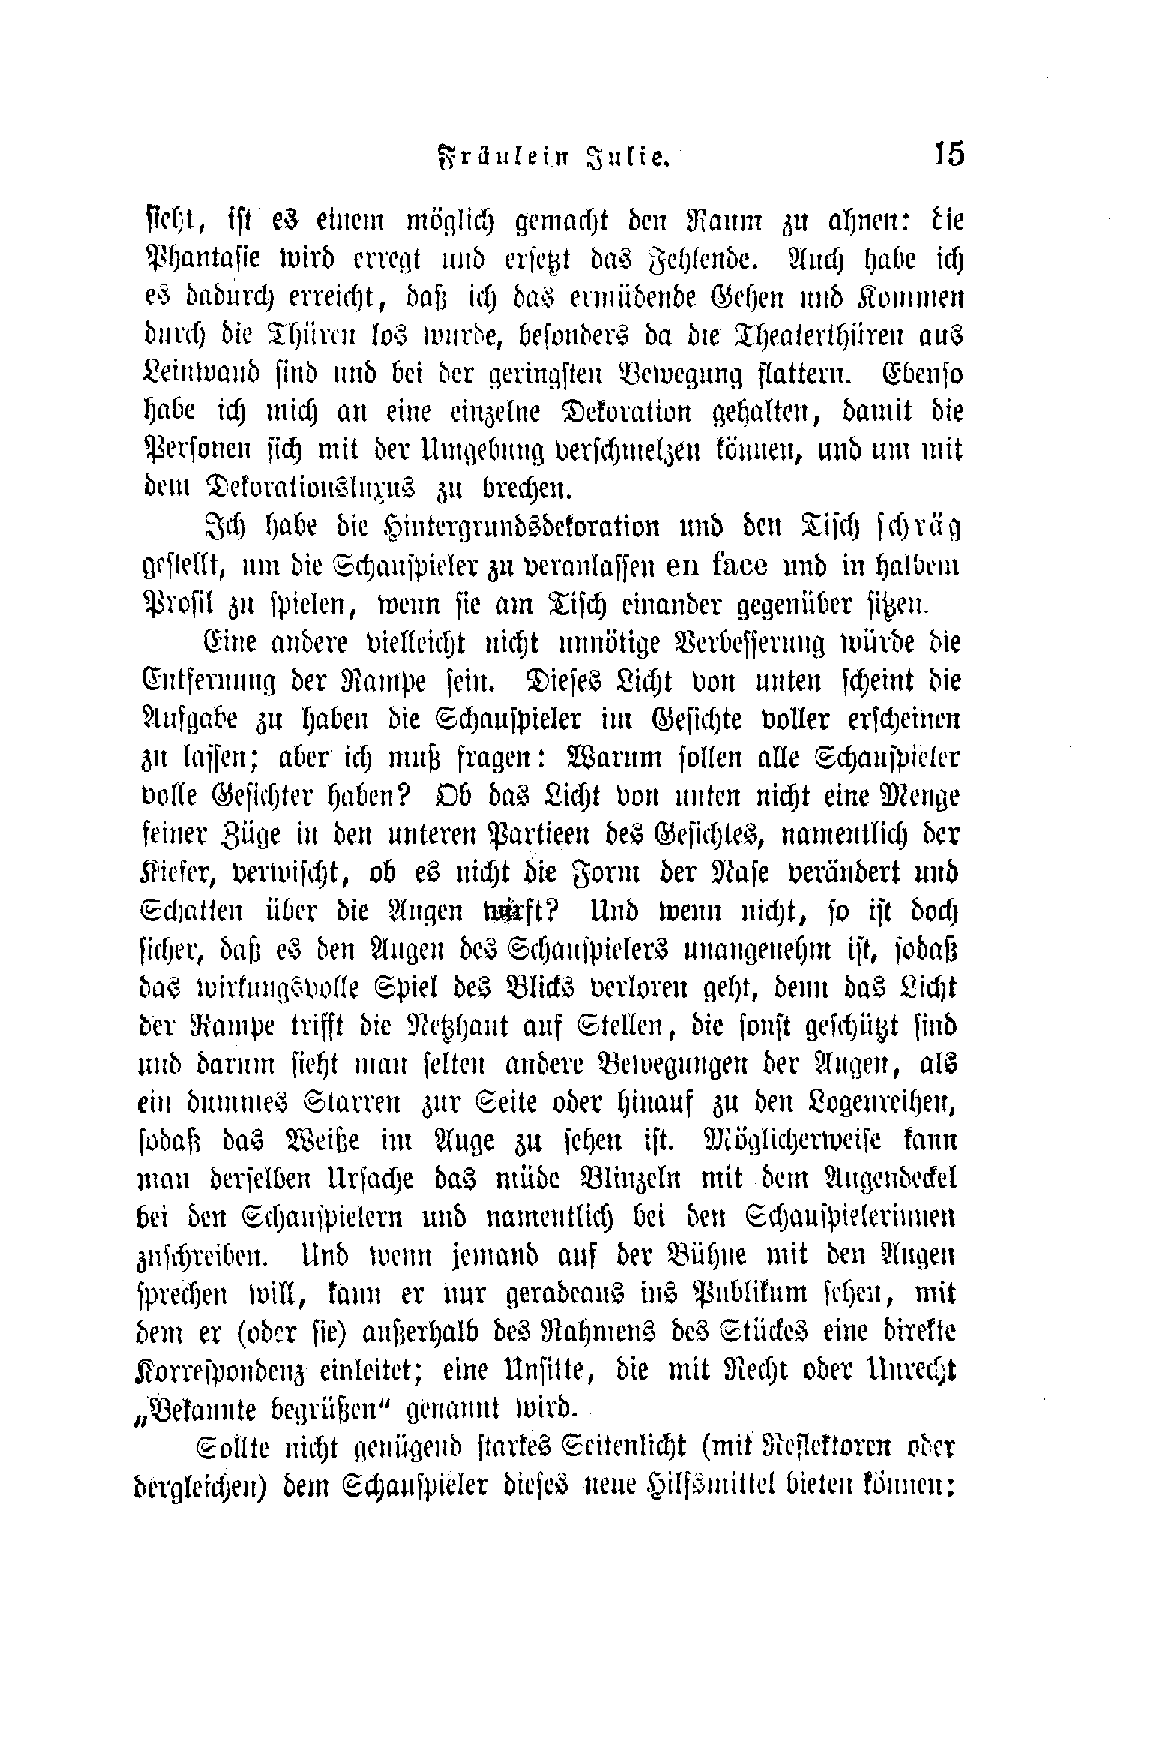 Fräulein Julie. 15
sieht, ist es einem möglich gemacht den Raum zu ahnen: die
Phantasie wird erregt und ersetzt das Fehlende. Auch habe ich
es dadurch erreicht, daß ich das ermüdende Gehen und Kommen
durch die Thüren los wurde, besonders da die Theaterthüren aus
Leinwand sind und bei der geringsten Bewegung flattern. Ebenso
habe ich mich an eine einzelne Dekoration gehalten, damit die
Personen sich mit der Umgebung verschmelzen können, und um mit
dem Dekorationsluxus zu brechen.
Ich habe die Hintergrundsdekoration und den Tisch schräg
gestellt, um die Schauspieler zu veranlassen en face und in halbem
Profil zu spielen, wenn sie am Tisch einander gegenüber sitzen.
Eine andere vielleicht nicht unnötige Verbesserung würde die
Entfernung der Rampe sein. Dieses Licht von unten scheint die
Aufgabe zu haben die Schauspieler im Gesichte voller erscheinen
zu lassen; aber ich muß fragen: Warum sollen alle Schauspieler
volle Gesichter haben? Ob das Licht von unten nicht eine Menge
feiner Züge in den unteren Partieen des Gesichtes, namentlich der
Kiefer, verwischt, ob es nicht die Form der Nase verändert und
Schatten über die Augen wirft? Und wenn nicht, so ist doch
sicher, daß es den Augen des Schauspielers unangenehm ist, sodaß
das wirkungsvolle Spiel des Blicks verloren geht, denn das Licht
der Rampe trifft die Netzhaut auf Stellen, die sonst geschützt sind
und darum sieht man selten andere Bewegungen der Augen, als
ein dummes Starren zur Seite oder hinauf zu den Logenreihen,
sodaß das Weiße im Auge zu sehen ist. Möglicherweise kann
man derselben Ursache das müde Blinzeln mit dem Augendeckel
bei den Schauspielern und namentlich bei den Schauspielerinnen
zuschreiben. Und wenn jemand auf der Bühne mit den Augen
sprechen will, kann er nur geradeaus ins Publikum sehen, mit
dem er (oder sie) außerhalb des Rahmens des Stückes eine direkte
Korrespondenz einleitet; eine Unsitte, die mit Recht oder Unrecht
„Bekannte begrüßen“ genannt wird.
Sollte nicht genügend starkes Seitenlicht (mit Reflektoren oder
dergleichen) dem Schauspieler dieses neue Hilfsmittel bieten können: